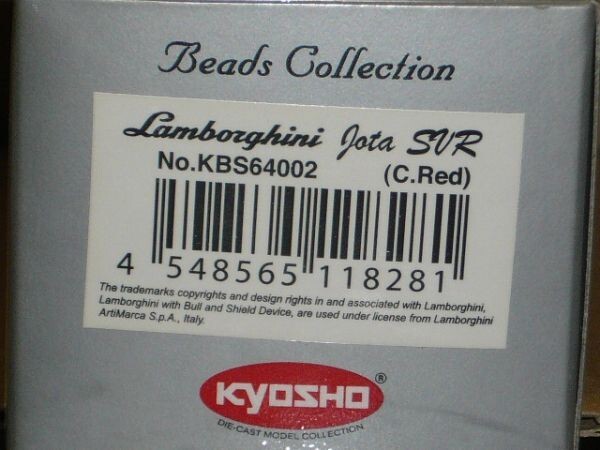 Beads Collection
Lamborghini Jota SVR
No.KBS64002 (C.Red)
4 548565 118281
The trademarks copyrights and design rights in and associated with Lamborghini,
Lamborghini with Bull and Shield Device, are used under license from Lamborghini
ArtiMarca S.p.A., Italy.
KYOSHO ®
DIE-CAST MODEL COLLECTION